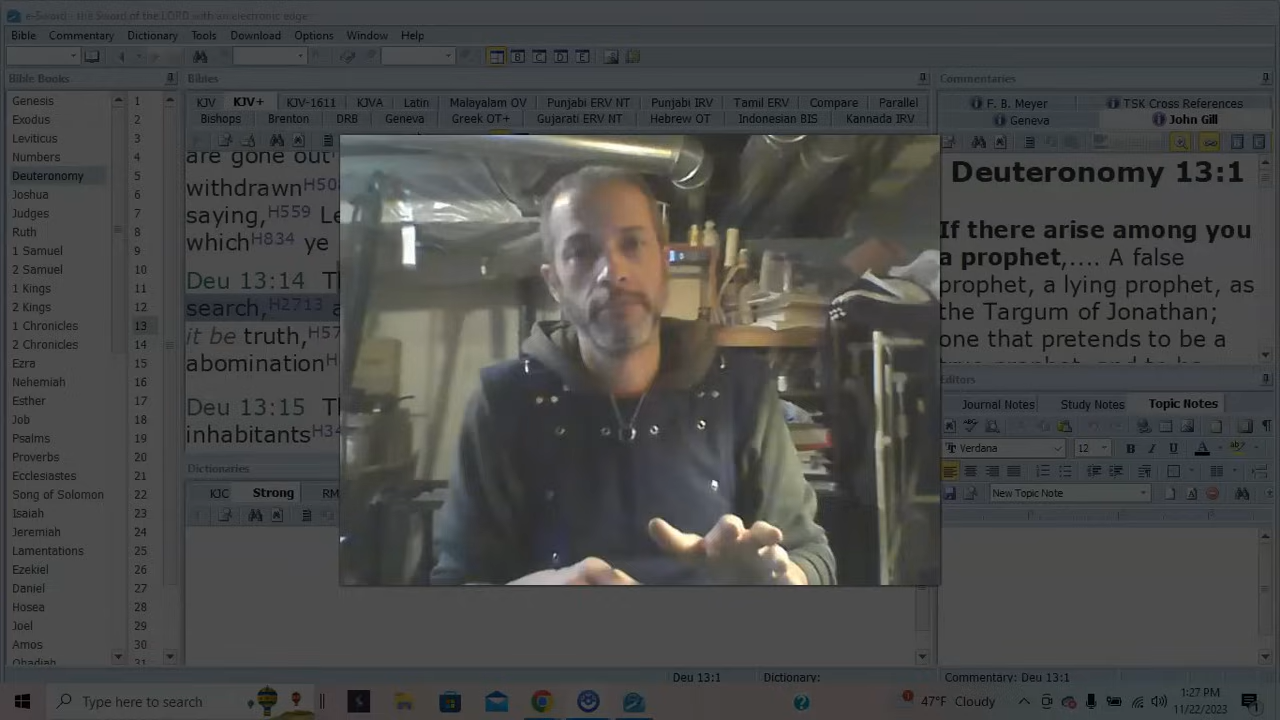 e-Sword - the Sword of the LORD with an electronic edge
Bible Commentary Dictionary Tools Download Options Window Help
Bible Books
Genesis
Exodus
Leviticus
Numbers
Deuteronomy
Joshua
Judges
Ruth
1 Samuel
2 Samuel
1 Kings
2 Kings
1 Chronicles
2 Chronicles
Ezra
Nehemiah
Esther
Job
Psalms
Proverbs
Ecclesiastes
Song of Solomon
Isaiah
Jeremiah
Lamentations
Ezekiel
Daniel
Hosea
Joel
Amos
Obadiah
1
2
3
4
5
6
7
8
9
10
11
12
13
14
15
16
17
18
19
20
21
22
23
24
25
26
27
28
29
30
31
Bibles
KJV KJV+ KJV-1611 KJVA Latin Malayalam OV Punjabi ERV NT Punjabi IRV Tamil ERV Compare Parallel
Bishops Brenton DRB Geneva Greek OT+ Gujarati ERV NT Hebrew OT Indonesian BIS Kannada IRV
are gone out
withdrawn
saying,H559
whichH834 ye
Deu 13:14
search,H2713
it be truth,
abomination
Deu 13:15
inhabitants
Dictionaries
KJC Strong
Commentaries
F. B. Meyer TSK Cross References
Geneva John Gill
Deuteronomy 13:1
If there arise among you
a prophet,.... A false
prophet, a lying prophet, as
the Targum of Jonathan;
one that pretends to be a
true prophet, and to be
Editors
Journal Notes Study Notes Topic Notes
Verdana 12 B I U A
New Topic Note
Deu 13:1 Dictionary: Commentary: Deu 13:1
Type here to search
47°F Cloudy
1:27 PM
11/22/2023